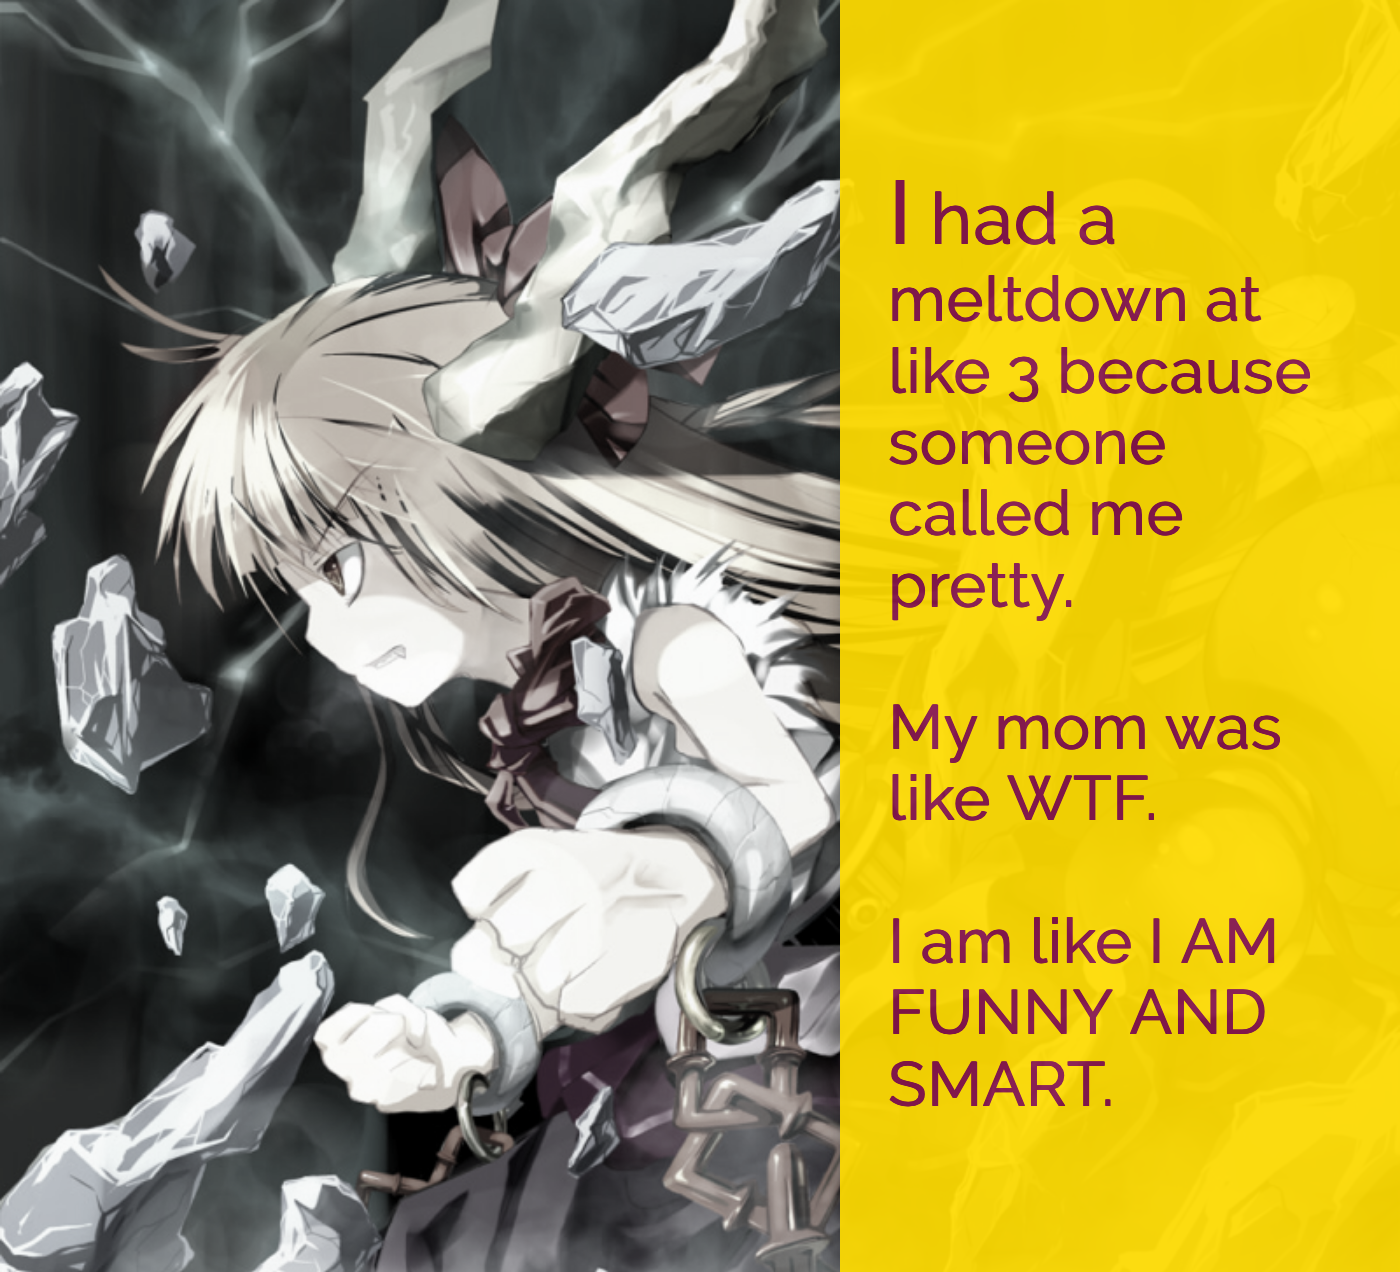 I had a
meltdown at
like 3 because
someone
called me
pretty.
My mom was
like WTF.
I am like I AM
FUNNY AND
SMART.